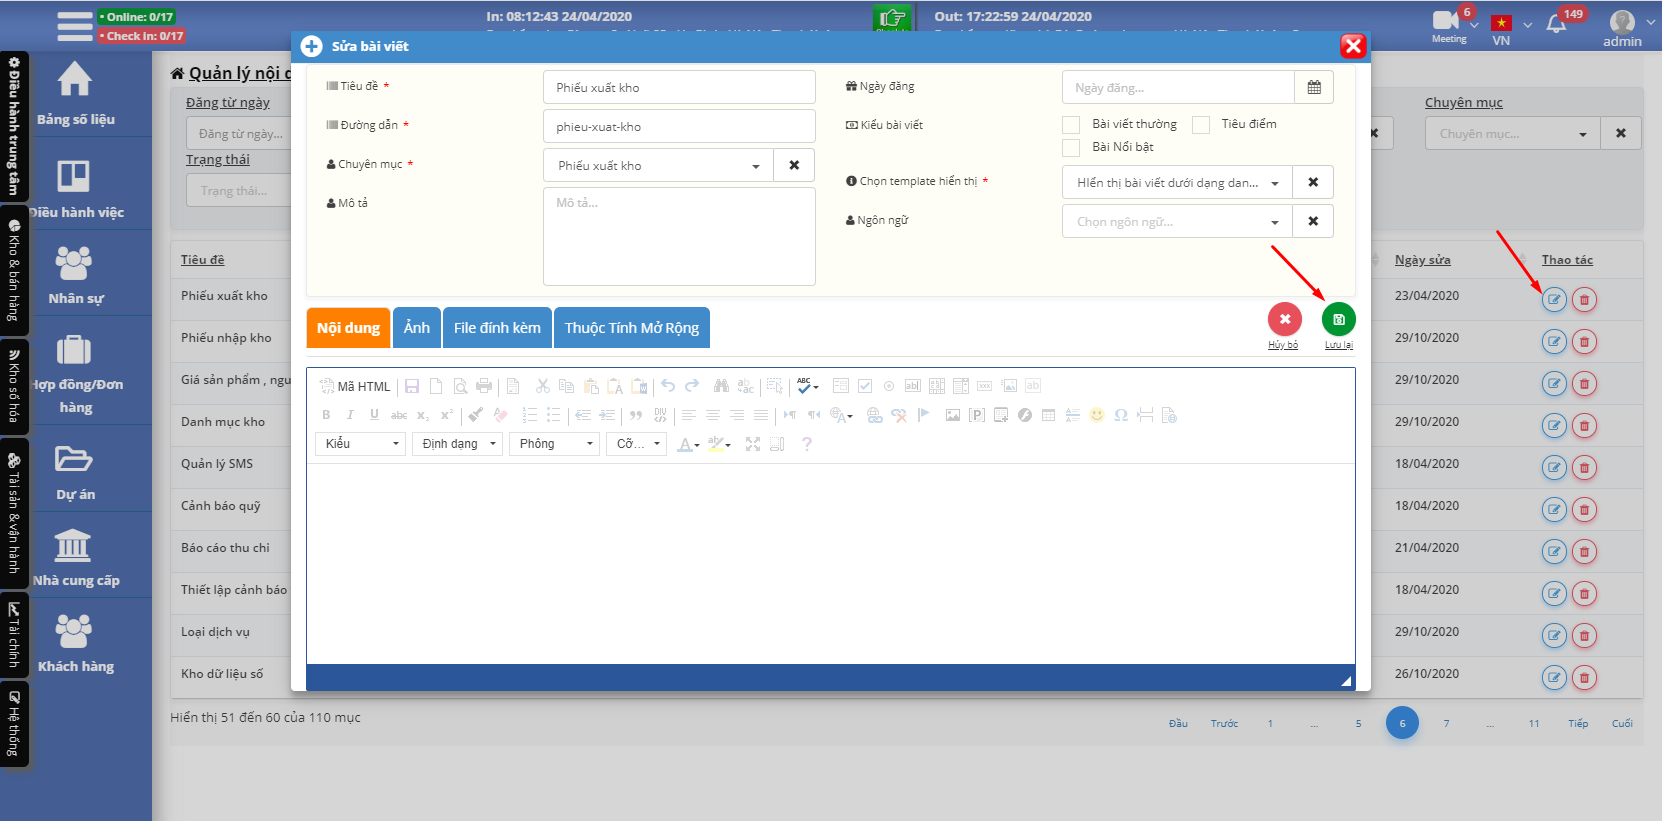 • Online: 0/17
• Check in: 0/17
In: 08:12:43 24/04/2020
Out: 17:22:59 24/04/2020
6
Meeting
VN
149
admin
Điều hành trung tâm
Kho & bán hàng
Kho số hóa
Tài sản & vận hành
Tài chính
Hệ thống
Bảng số liệu
Điều hành việc
Nhân sự
Hợp đồng/Đơn
hàng
Dự án
Nhà cung cấp
Khách hàng
Quản lý nội d
Đăng từ ngày
Đăng từ ngày...
Trạng thái
Trạng thái...
Chuyên mục
Chuyên mục...
Sửa bài viết
Tiêu đề *
Phiếu xuất kho
Đường dẫn *
phieu-xuat-kho
Chuyên mục *
Phiếu xuất kho
Mô tả
Mô tả...
Ngày đăng
Ngày đăng...
Kiểu bài viết
Bài viết thường
Tiêu điểm
Bài Nổi bật
Chọn template hiển thị *
Hiển thị bài viết dưới dạng dan...
Ngôn ngữ
Chọn ngôn ngữ...
Nội dung
Ảnh
File đính kèm
Thuộc Tính Mở Rộng
Hủy bỏ
Lưu lại
Mã HTML
Kiểu
Định dạng
Phông
Cỡ...
Tiêu đề
Ngày sửa
Thao tác
Phiếu xuất kho
23/04/2020
Phiếu nhập kho
29/10/2020
Giá sản phẩm , ngu
29/10/2020
Danh mục kho
29/10/2020
Quản lý SMS
18/04/2020
Cảnh báo quỹ
18/04/2020
Báo cáo thu chi
21/04/2020
Thiết lập cảnh báo
18/04/2020
Loại dịch vụ
29/10/2020
Kho dữ liệu số
26/10/2020
Hiển thị 51 đến 60 của 110 mục
Đầu
Trước
1
...
5
6
7
...
11
Tiếp
Cuối